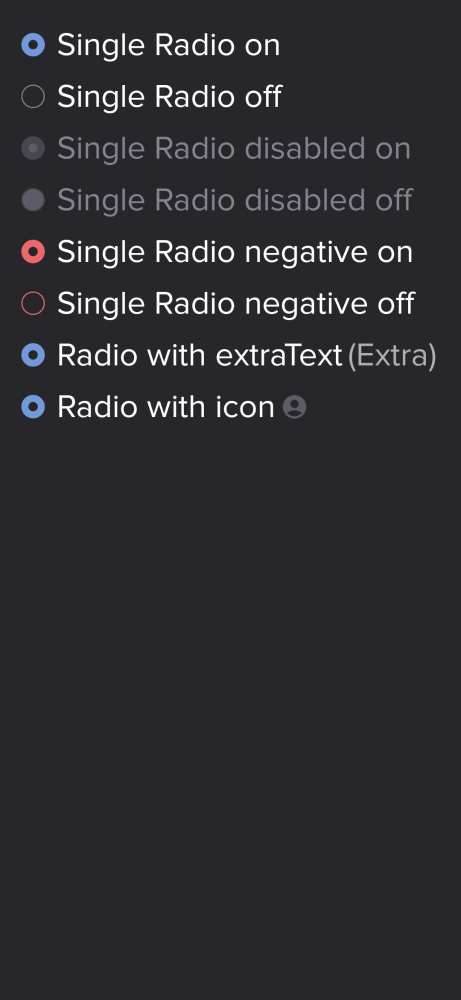 Single Radio on
Single Radio off
Single Radio disabled on
Single Radio disabled off
Single Radio negative on
Single Radio negative off
Radio with extraText (Extra)
Radio with icon